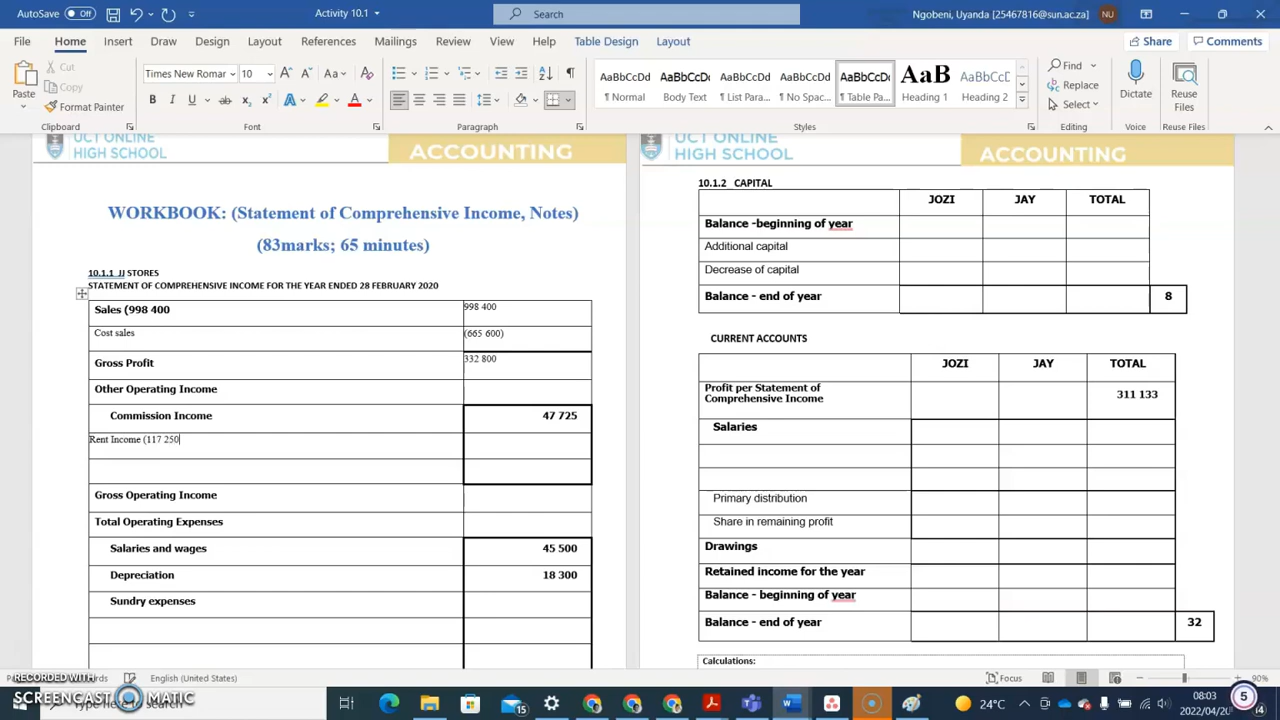 AutoSave Off
Activity 10.1
Search
Ngobeni, Jozi [25467816@sun.ac.za]
NU
File Home Insert Draw Design Layout References Mailings Review View Help Table Design Layout
Share Comments
Paste
Cut
Copy
Format Painter
Clipboard
Times New Romar 10
Font
Paragraph
AaBbCcDd AaBbCcDc AaBbCcDd AaBbCcDd AaBbCcDc AaB AaBbCcD
¶ Normal Body Text ¶ List Para... ¶ No Spac... ¶ Table Pa... Heading 1 Heading 2
Styles
Find
Replace
Select
Editing
Dictate
Voice
Reuse Files
Reuse Files
UCT ONLINE
HIGH SCHOOL
ACCOUNTING
WORKBOOK: (Statement of Comprehensive Income, Notes)
(83marks; 65 minutes)
10.1.1 JJ STORES
STATEMENT OF COMPREHENSIVE INCOME FOR THE YEAR ENDED 28 FEBRUARY 2020
Sales (998 400 998 400
Cost sales (665 600)
Gross Profit 332 800
Other Operating Income
Commission Income 47 725
Rent Income (117 250
Gross Operating Income
Total Operating Expenses
Salaries and wages 45 500
Depreciation 18 300
Sundry expenses
UCT ONLINE
HIGH SCHOOL
ACCOUNTING
10.1.2 CAPITAL
JOZI JAY TOTAL
Balance -beginning of year
Additional capital
Decrease of capital
Balance - end of year 8
CURRENT ACCOUNTS
JOZI JAY TOTAL
Profit per Statement of
Comprehensive Income 311 133
Salaries
Primary distribution
Share in remaining profit
Drawings
Retained income for the year
Balance - beginning of year
Balance - end of year 32
Calculations:
English (United States)
Focus
90%
RECORDED WITH
SCREENCAST MATIC
15
24°C
08:03
2022/04/20
5